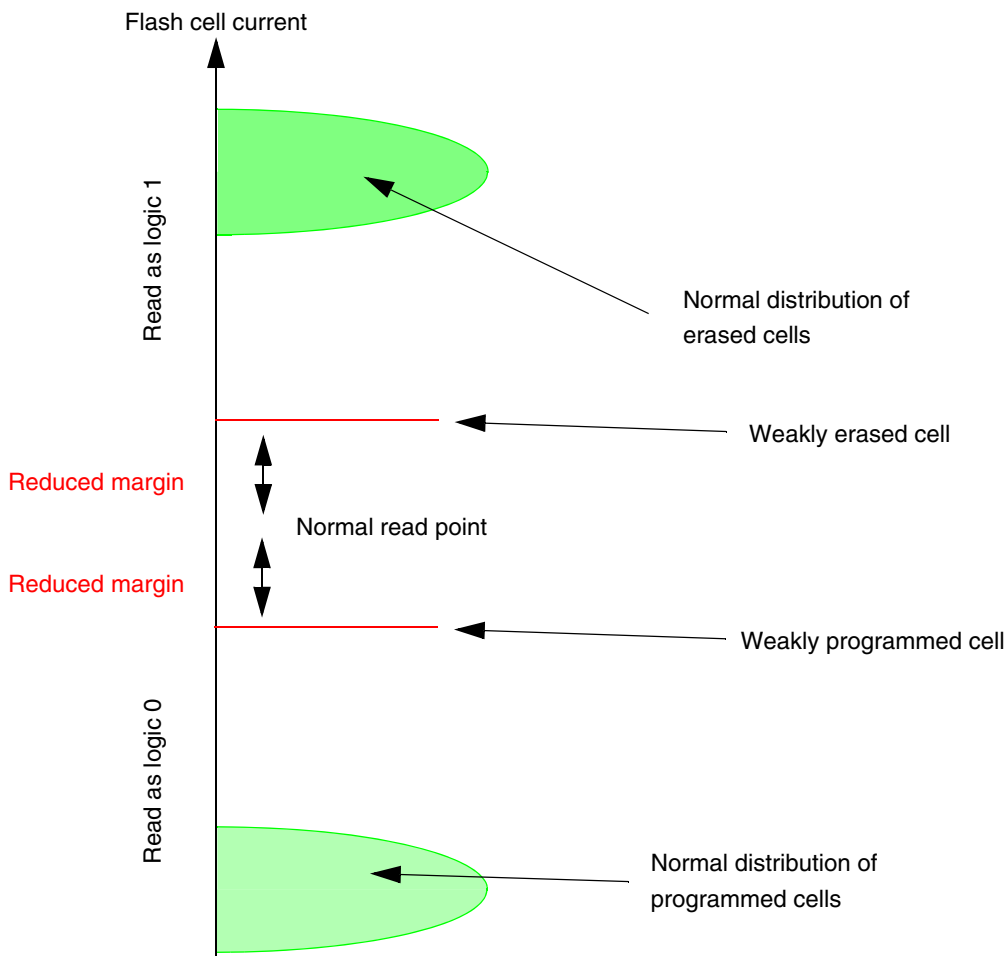 Flash cell current
Read as logic 1
Normal distribution of
erased cells
Weakly erased cell
Reduced margin
Normal read point
Reduced margin
Weakly programmed cell
Read as logic 0
Normal distribution of
programmed cells